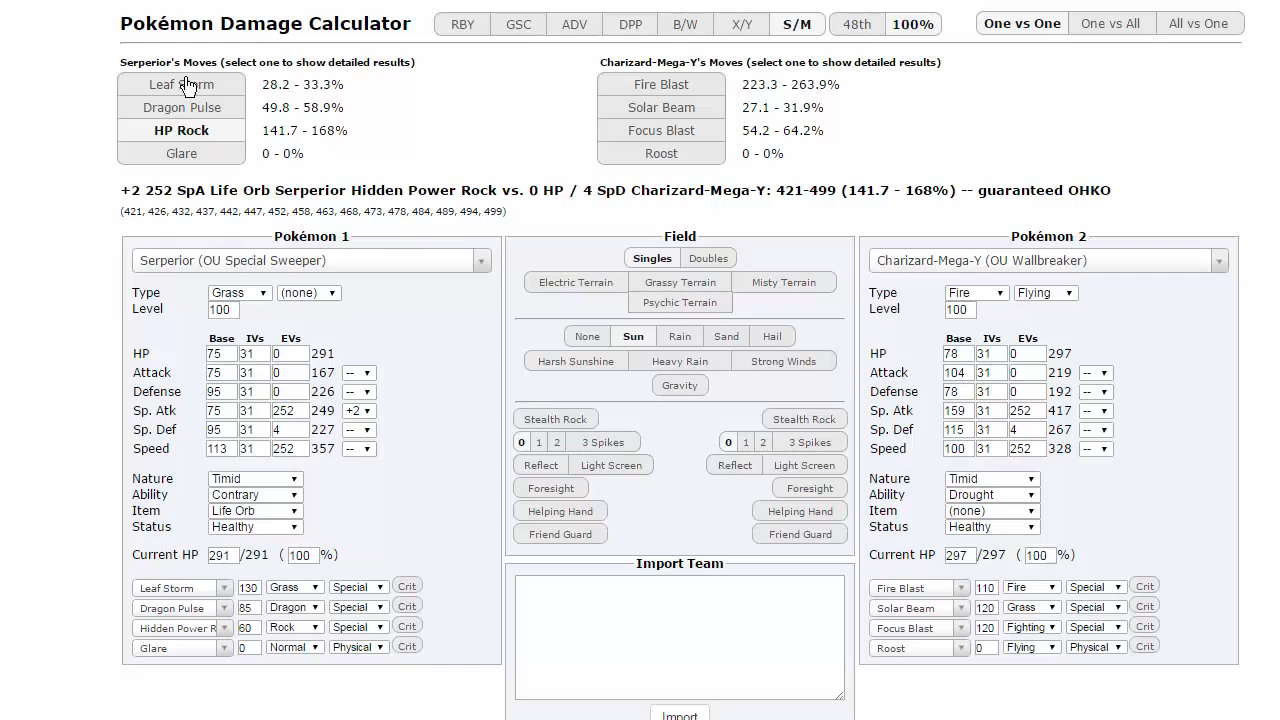 Pokémon Damage Calculator RBY GSC ADV DPP B/W X/Y S/M 48th 100% One vs One One vs All All vs One
Serperior's Moves (select one to show detailed results) Charizard-Mega-Y's Moves (select one to show detailed results)
Leaf Storm 28.2 - 33.3% Fire Blast 223.3 - 263.9%
Dragon Pulse 49.8 - 58.9% Solar Beam 27.1 - 31.9%
HP Rock 141.7 - 168% Focus Blast 54.2 - 64.2%
Glare 0 - 0% Roost 0 - 0%
+2 252 SpA Life Orb Serperior Hidden Power Rock vs. 0 HP / 4 SpD Charizard-Mega-Y: 421-499 (141.7 - 168%) -- guaranteed OHKO
(421, 426, 432, 437, 442, 447, 452, 458, 463, 468, 473, 478, 484, 489, 494, 499)
Pokémon 1
Serperior (OU Special Sweeper)
Type Grass (none)
Level 100
Base IVs EVs
HP 75 31 0 291
Attack 75 31 0 167 --
Defense 95 31 0 226 --
Sp. Atk 75 31 252 249 +2
Sp. Def 95 31 4 227 --
Speed 113 31 252 357 --
Nature Timid
Ability Contrary
Item Life Orb
Status Healthy
Current HP 291 /291 ( 100 %)
Leaf Storm 130 Grass Special Crit
Dragon Pulse 85 Dragon Special Crit
Hidden Power R 60 Rock Special Crit
Glare 0 Normal Physical Crit
Field
Singles Doubles
Electric Terrain Grassy Terrain Misty Terrain
Psychic Terrain
None Sun Rain Sand Hail
Harsh Sunshine Heavy Rain Strong Winds
Gravity
Stealth Rock Stealth Rock
0 1 2 3 Spikes 0 1 2 3 Spikes
Reflect Light Screen Reflect Light Screen
Foresight Foresight
Helping Hand Helping Hand
Friend Guard Friend Guard
Import Team
Import
Pokémon 2
Charizard-Mega-Y (OU Wallbreaker)
Type Fire Flying
Level 100
Base IVs EVs
HP 78 31 0 297
Attack 104 31 0 219 --
Defense 78 31 0 192 --
Sp. Atk 159 31 252 417 --
Sp. Def 115 31 4 267 --
Speed 100 31 252 328 --
Nature Timid
Ability Drought
Item (none)
Status Healthy
Current HP 297 /297 ( 100 %)
Fire Blast 110 Fire Special Crit
Solar Beam 120 Grass Special Crit
Focus Blast 120 Fighting Special Crit
Roost 0 Flying Physical Crit